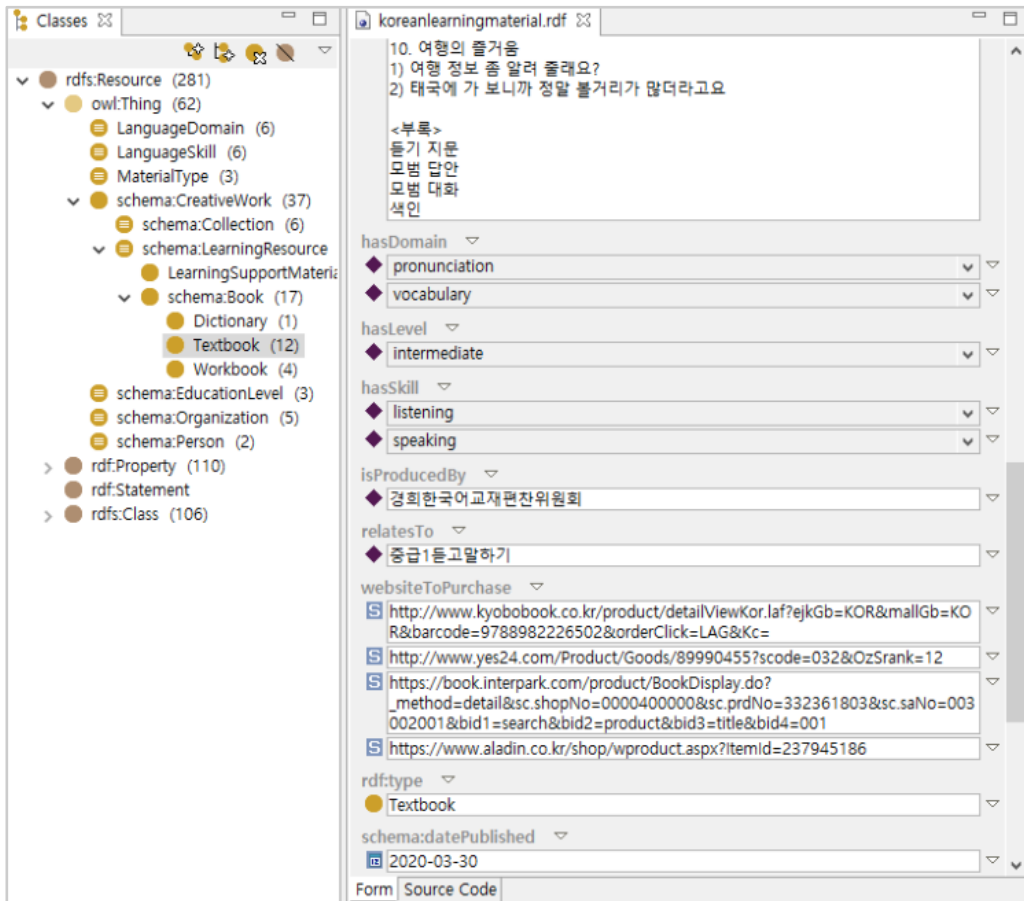 Classes
rdfs:Resource (281)
owl:Thing (62)
LanguageDomain (6)
LanguageSkill (6)
MaterialType (3)
schema:CreativeWork (37)
schema:Collection (6)
schema:LearningResource
LearningSupportMateria
schema:Book (17)
Dictionary (1)
Textbook (12)
Workbook (4)
schema:EducationLevel (3)
schema:Organization (5)
schema:Person (2)
rdf:Property (110)
rdf:Statement
rdfs:Class (106)
koreanlearningmaterial.rdf
10. 여행의 즐거움
1) 여행 정보 좀 알려 줄래요?
2) 태국에 가 보니까 정말 볼거리가 많더라고요
<부록>
듣기 지문
모범 답안
모범 대화
색인
hasDomain
pronunciation
vocabulary
hasLevel
intermediate
hasSkill
listening
speaking
isProducedBy
경희한국어교재편찬위원회
relatesTo
중급1듣고말하기
websiteToPurchase
S http://www.kyobobook.co.kr/product/detailViewKor.laf?ejkGb=KOR&mallGb=KO
R&barcode=9788982226502&orderClick=LAG&Kc=
S http://www.yes24.com/Product/Goods/89990455?scode=032&OzSrank=12
S https://book.interpark.com/product/BookDisplay.do?
_method=detail&sc.shopNo=0000400000&sc.prdNo=332361803&sc.saNo=003
002001&bid1=search&bid2=product&bid3=title&bid4=001
S https://www.aladin.co.kr/shop/wproduct.aspx?ItemId=237945186
rdf:type
Textbook
schema:datePublished
12 2020-03-30
Form Source Code